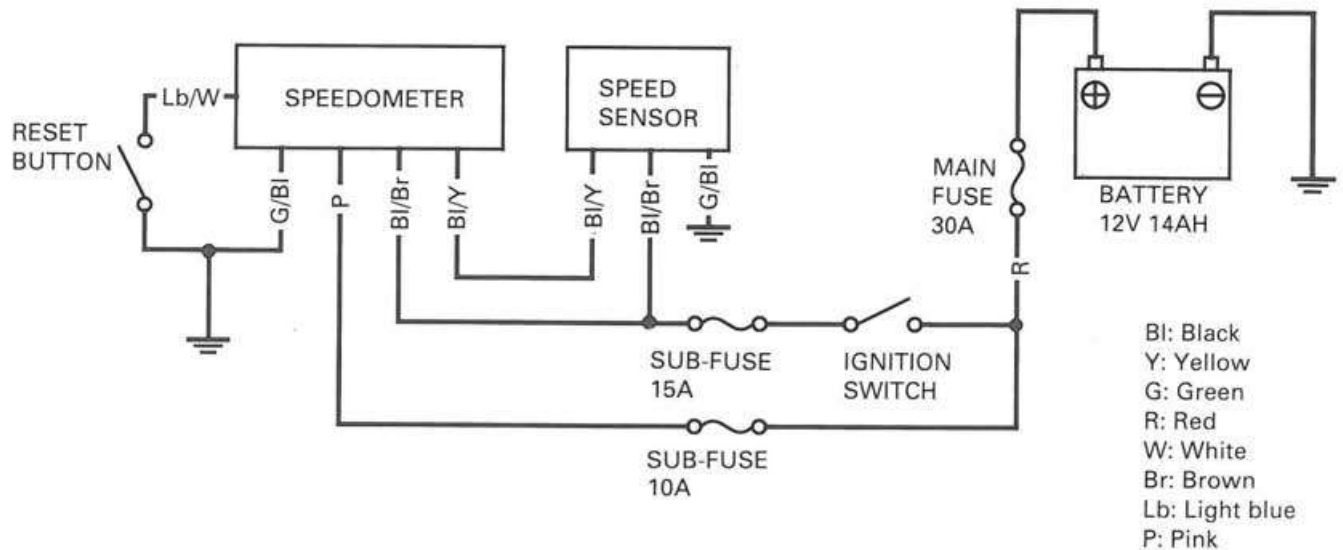 Lb/W
SPEEDOMETER
SPEED
SENSOR
RESET
BUTTON
G/Bl
P
Bl/Br
Bl/Y
Bl/Y
Bl/Br
G/Bl
MAIN
FUSE
30A
BATTERY
12V 14AH
R
SUB-FUSE
15A
IGNITION
SWITCH
SUB-FUSE
10A
Bl: Black
Y: Yellow
G: Green
R: Red
W: White
Br: Brown
Lb: Light blue
P: Pink